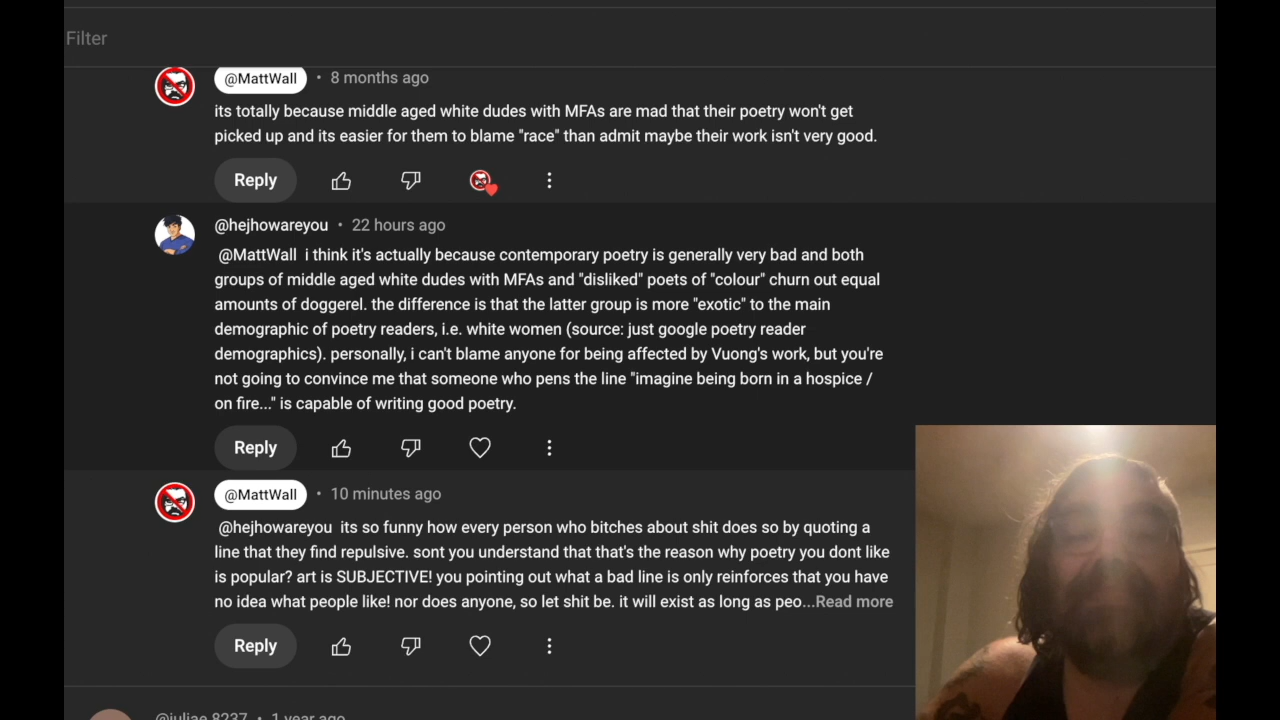 Filter
@MattWall • 8 months ago
its totally because middle aged white dudes with MFAs are mad that their poetry won't get
picked up and its easier for them to blame "race" than admit maybe their work isn't very good.
Reply
@hejhowareyou • 22 hours ago
@MattWall i think it's actually because contemporary poetry is generally very bad and both
groups of middle aged white dudes with MFAs and "disliked" poets of "colour" churn out equal
amounts of doggerel. the difference is that the latter group is more "exotic" to the main
demographic of poetry readers, i.e. white women (source: just google poetry reader
demographics). personally, i can't blame anyone for being affected by Vuong's work, but you're
not going to convince me that someone who pens the line "imagine being born in a hospice /
on fire..." is capable of writing good poetry.
Reply
@MattWall • 10 minutes ago
@hejhowareyou its so funny how every person who bitches about shit does so by quoting a
line that they find repulsive. sont you understand that that's the reason why poetry you dont like
is popular? art is SUBJECTIVE! you pointing out what a bad line is only reinforces that you have
no idea what people like! nor does anyone, so let shit be. it will exist as long as peo...Read more
Reply
@juliae.8237 • 1 year ago